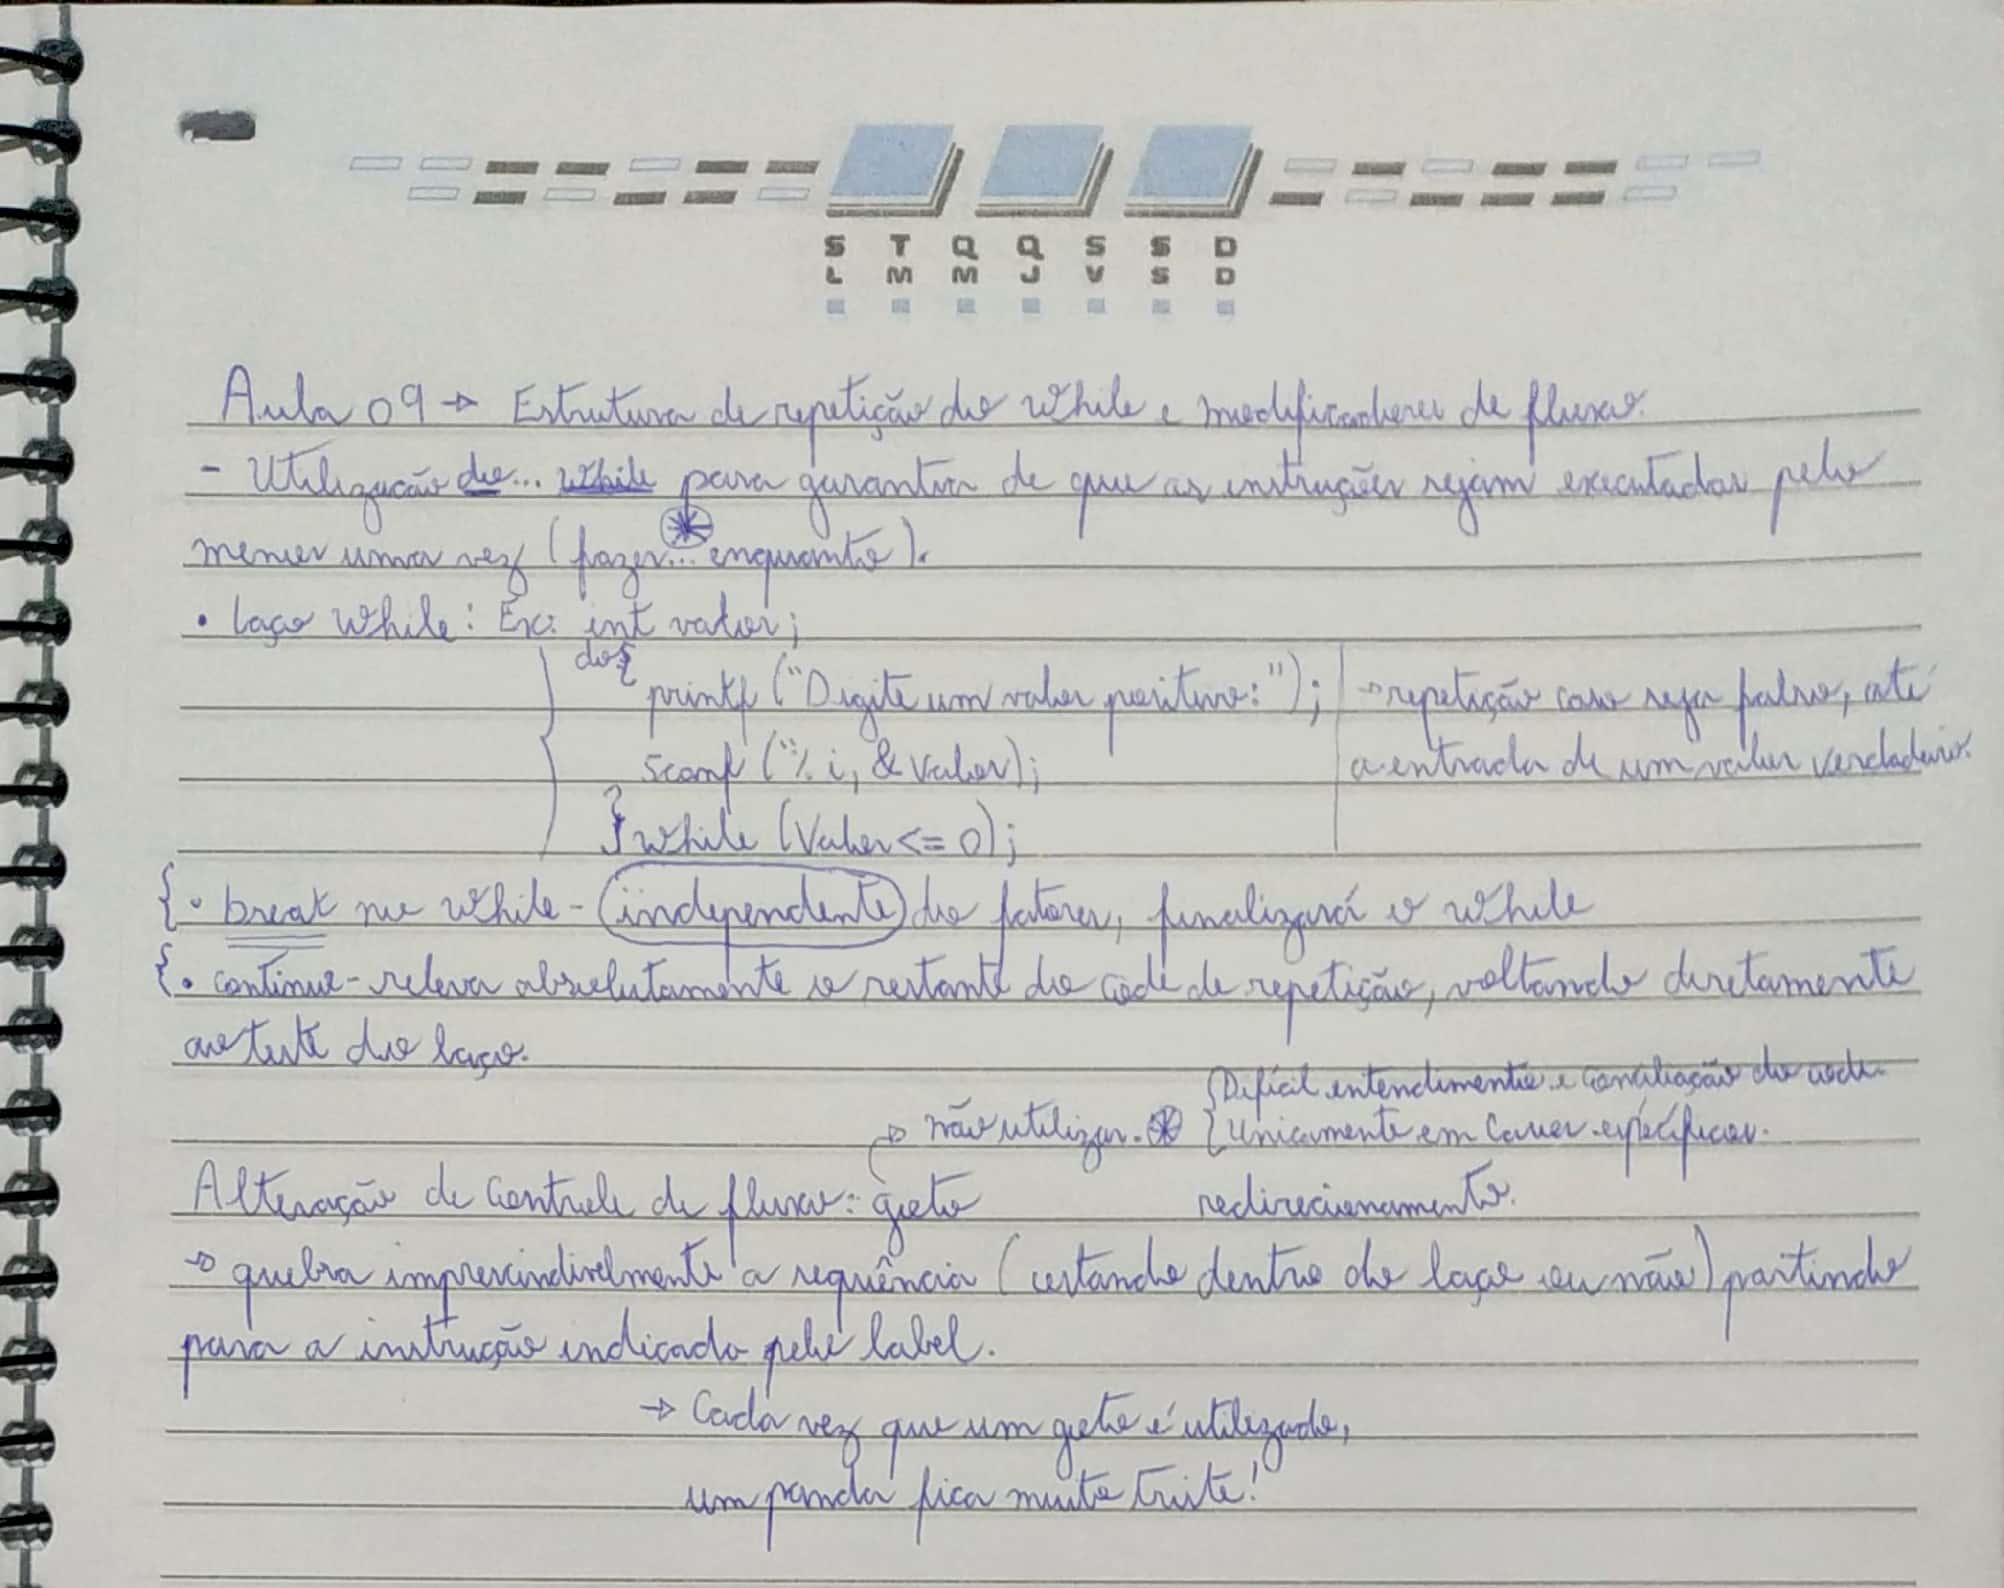 S T Q Q S S D
L M M J V S D
Aula 09 → Estrutura de repetição do while e modificadores de fluxo.
- Utilização do... while para garantir de que as instruções sejam executadas pelo
menos uma vez (fazer... enquanto).
• laço while: Ex: int valor;
do{
printf ("Digite um valor positivo:"); → repetição caso seja falso, até
scanf ("%i, &valor); a entrada de um valor verdadeiro.
} while (Valor <= 0);
{ • break no while - independente do fatores, finalizará o while
{ • continue - releva absolutamente o restante do cod. de repetição, voltando diretamente
ao teste do laço.
{ Difícil entendimento e conciliação do cod.
→ não utilizar. { Unicamente em casos específicos.
Alteração de controle de fluxo: goto redirecionamento.
→ quebra imprescindivelmente a sequência (estando dentro do laço ou não) partindo
para a instrução indicada pelo label.
→ Cada vez que um goto é utilizado,
um panda fica muito triste!